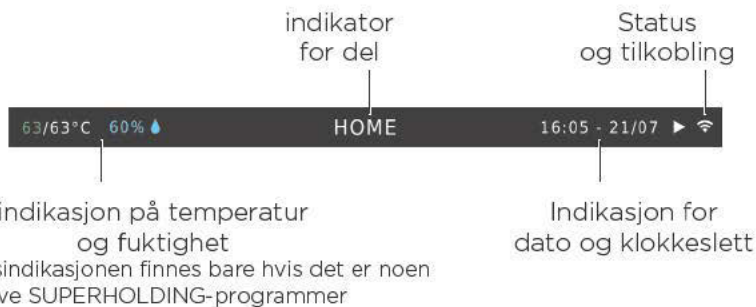 indikator
for del
Status
og tilkobling
63/63°C 60% HOME 16:05 - 21/07
indikasjon på temperatur
og fuktighet
sindikasjonen finnes bare hvis det er noen
ve SUPERHOLDING-programmer
Indikasjon for
dato og klokkeslett